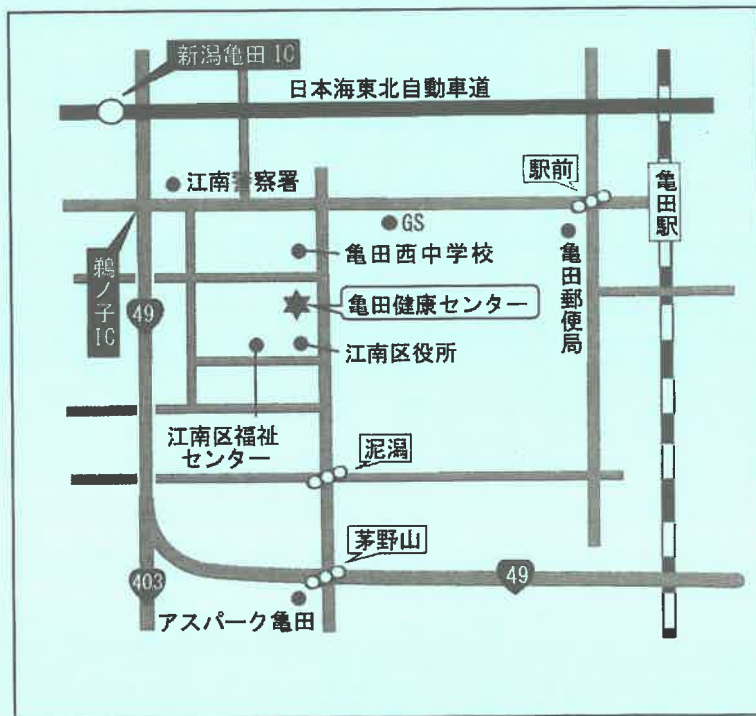 新潟亀田 IC
日本海東北自動車道
江南警察署
駅前
亀田駅
GS
亀田西中学校
亀田郵便局
鵜ノ子IC
49
亀田健康センター
江南区役所
江南区福祉
センター
泥潟
茅野山
403
49
アスパーク亀田